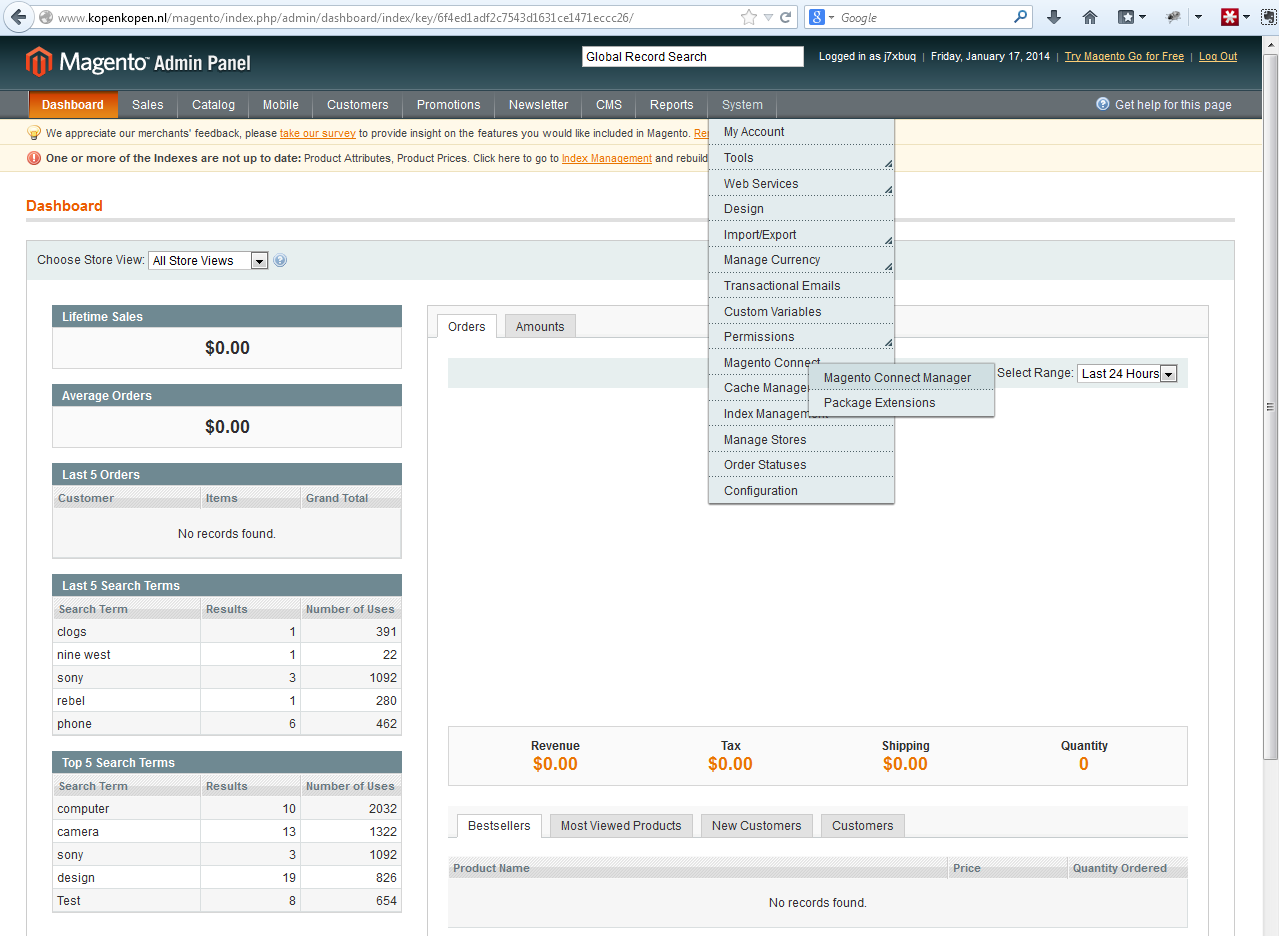 www.kopenkopen.nl/magento/index.php/admin/dashboard/index/key/6f4ed1adf2c7543d1631ce1471eccc26/
Google
Magento Admin Panel
Global Record Search
Logged in as j7xbuq | Friday, January 17, 2014 | Try Magento Go for Free | Log Out
Dashboard Sales Catalog Mobile Customers Promotions Newsletter CMS Reports System
Get help for this page
We appreciate our merchants' feedback, please take our survey to provide insight on the features you would like included in Magento. Re
One or more of the Indexes are not up to date: Product Attributes, Product Prices. Click here to go to Index Management and rebuild
My Account
Tools
Web Services
Design
Import/Export
Manage Currency
Transactional Emails
Custom Variables
Permissions
Magento Connect
Cache Manage
Index Management
Manage Stores
Order Statuses
Configuration
Magento Connect Manager
Package Extensions
Dashboard
Choose Store View: All Store Views
Lifetime Sales
$0.00
Average Orders
$0.00
Last 5 Orders
Customer Items Grand Total
No records found.
Last 5 Search Terms
Search Term Results Number of Uses
clogs 1 391
nine west 1 22
sony 3 1092
rebel 1 280
phone 6 462
Top 5 Search Terms
Search Term Results Number of Uses
computer 10 2032
camera 13 1322
sony 3 1092
design 19 826
Test 8 654
Orders Amounts
Select Range: Last 24 Hours
Revenue Tax Shipping Quantity
$0.00 $0.00 $0.00 0
Bestsellers Most Viewed Products New Customers Customers
Product Name Price Quantity Ordered
No records found.